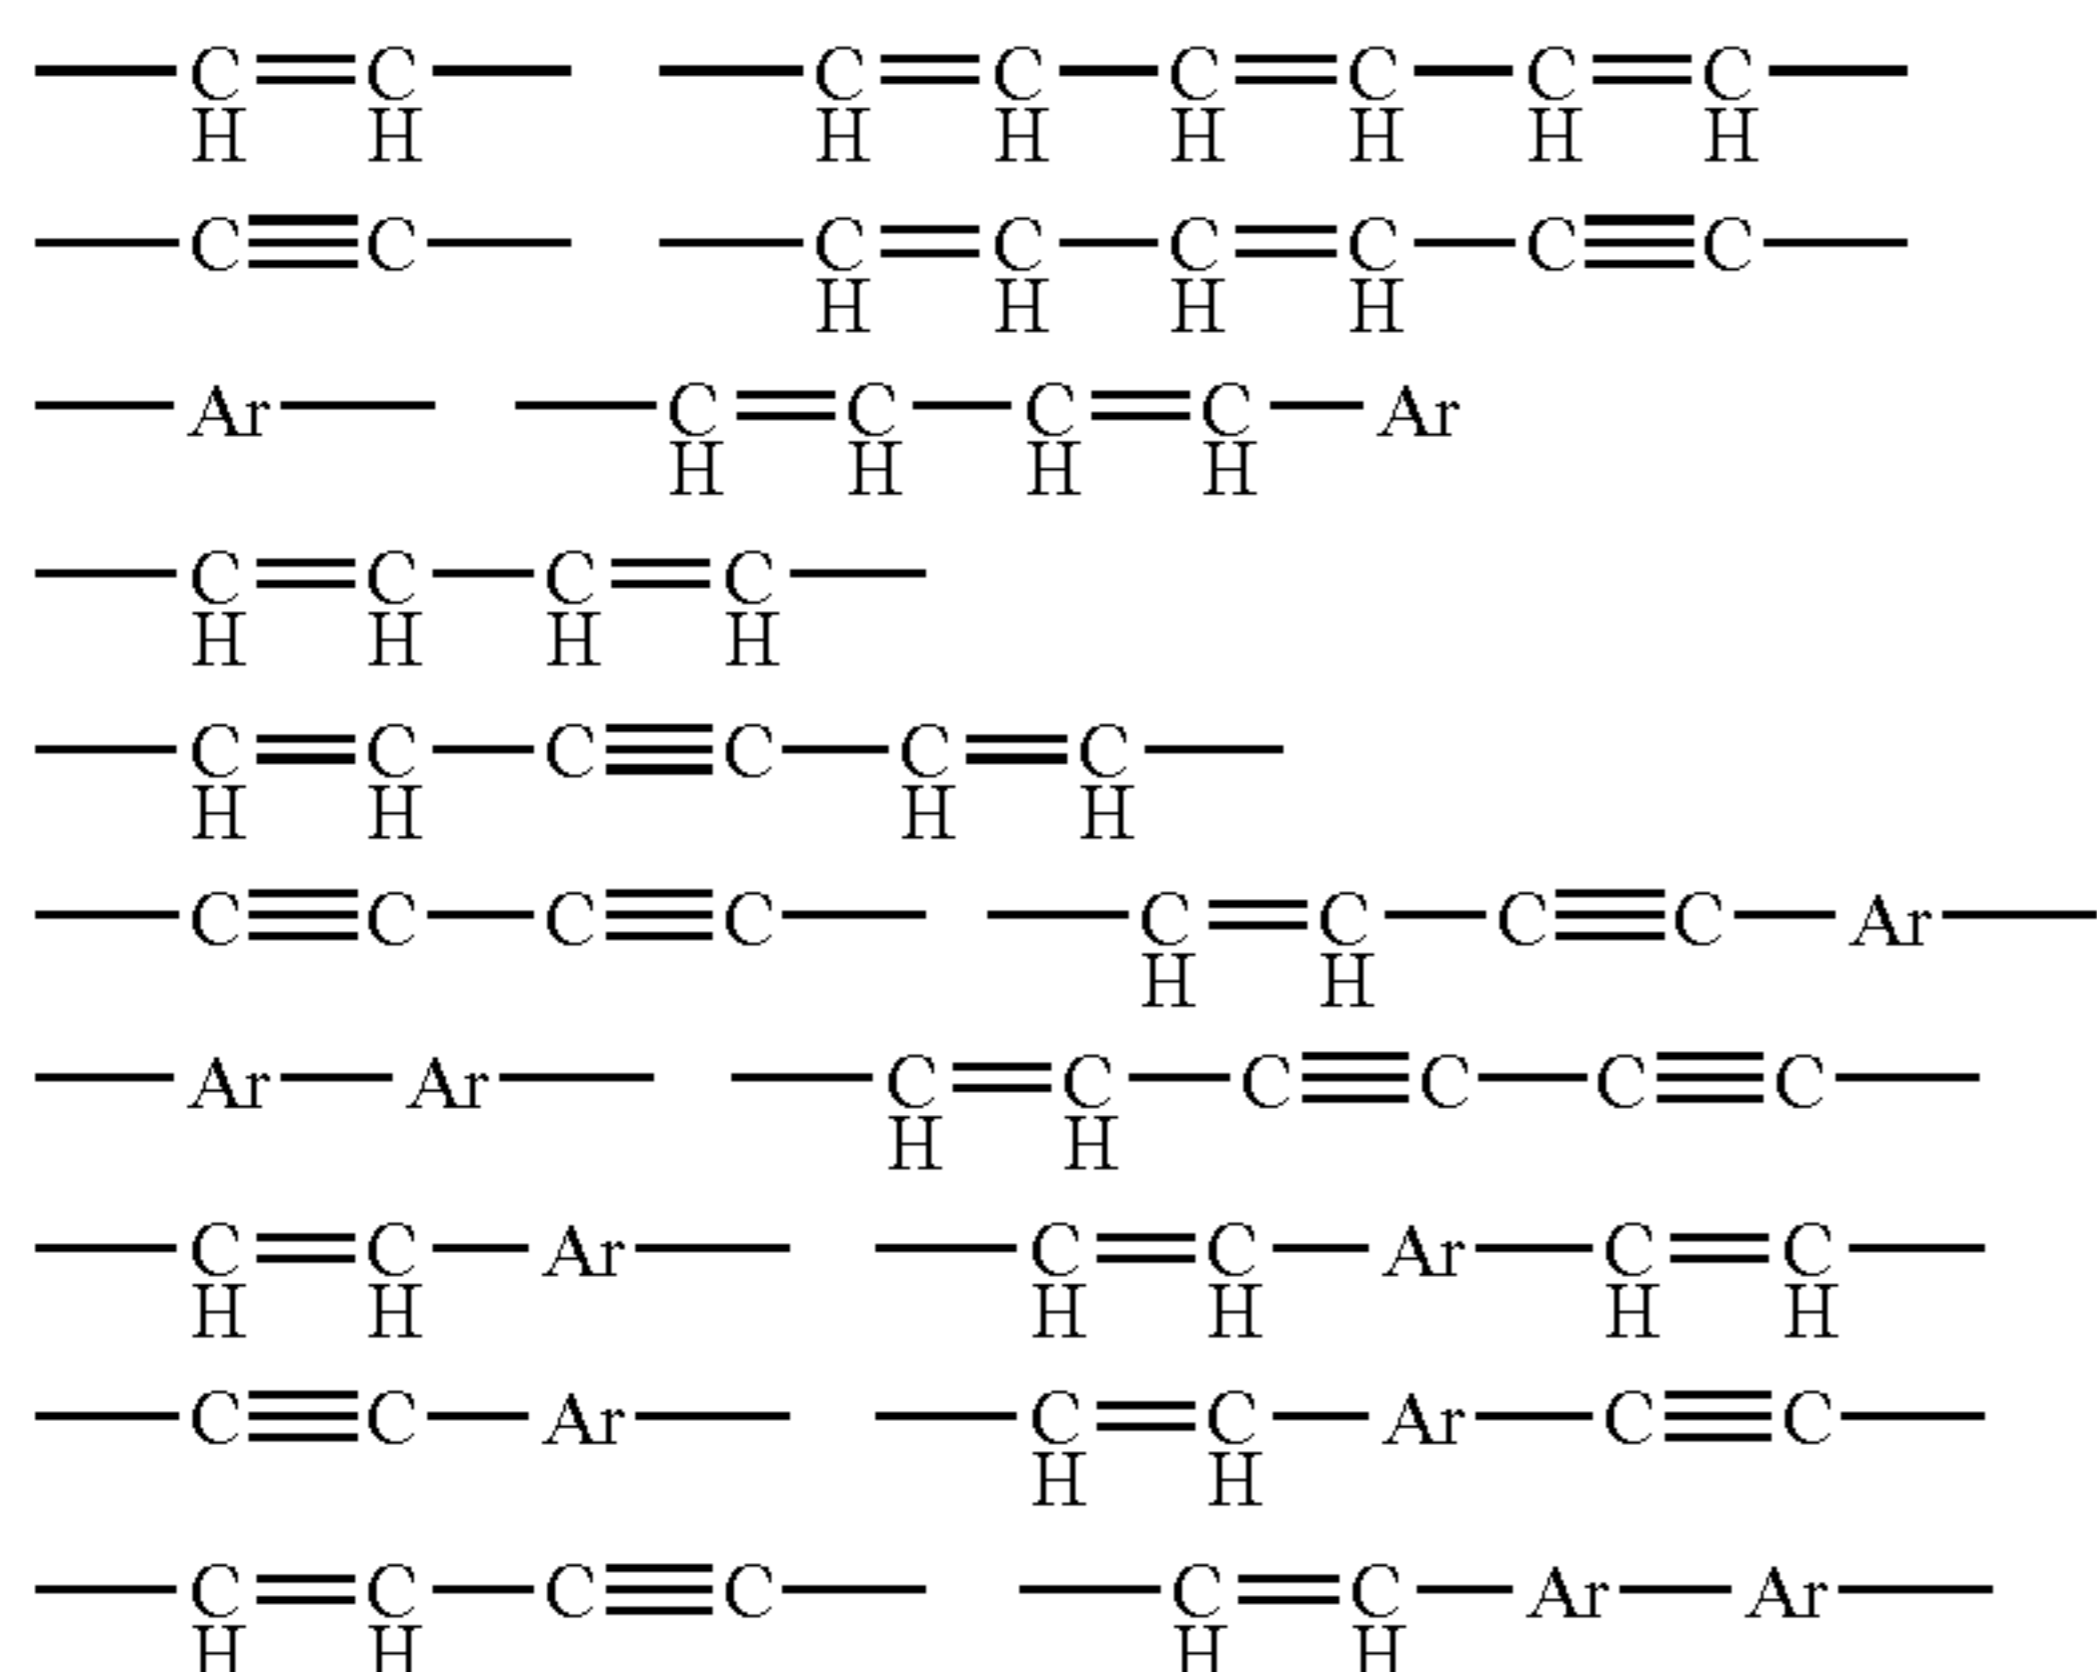 —C=C— —C=C—C=C—C=C—
H H H H H H H H
—C≡C— —C=C—C=C—C≡C—
H H H H
—Ar— —C=C—C=C—Ar
H H H H
—C=C—C=C—
H H H H
—C=C—C≡C—C=C—
H H H H
—C≡C—C≡C— —C=C—C≡C—Ar—
H H
—Ar—Ar— —C=C—C≡C—C≡C—
H H
—C=C—Ar— —C=C—Ar—C=C—
H H H H H H
—C≡C—Ar— —C=C—Ar—C≡C—
H H
—C=C—C≡C— —C=C—Ar—Ar—
H H H H